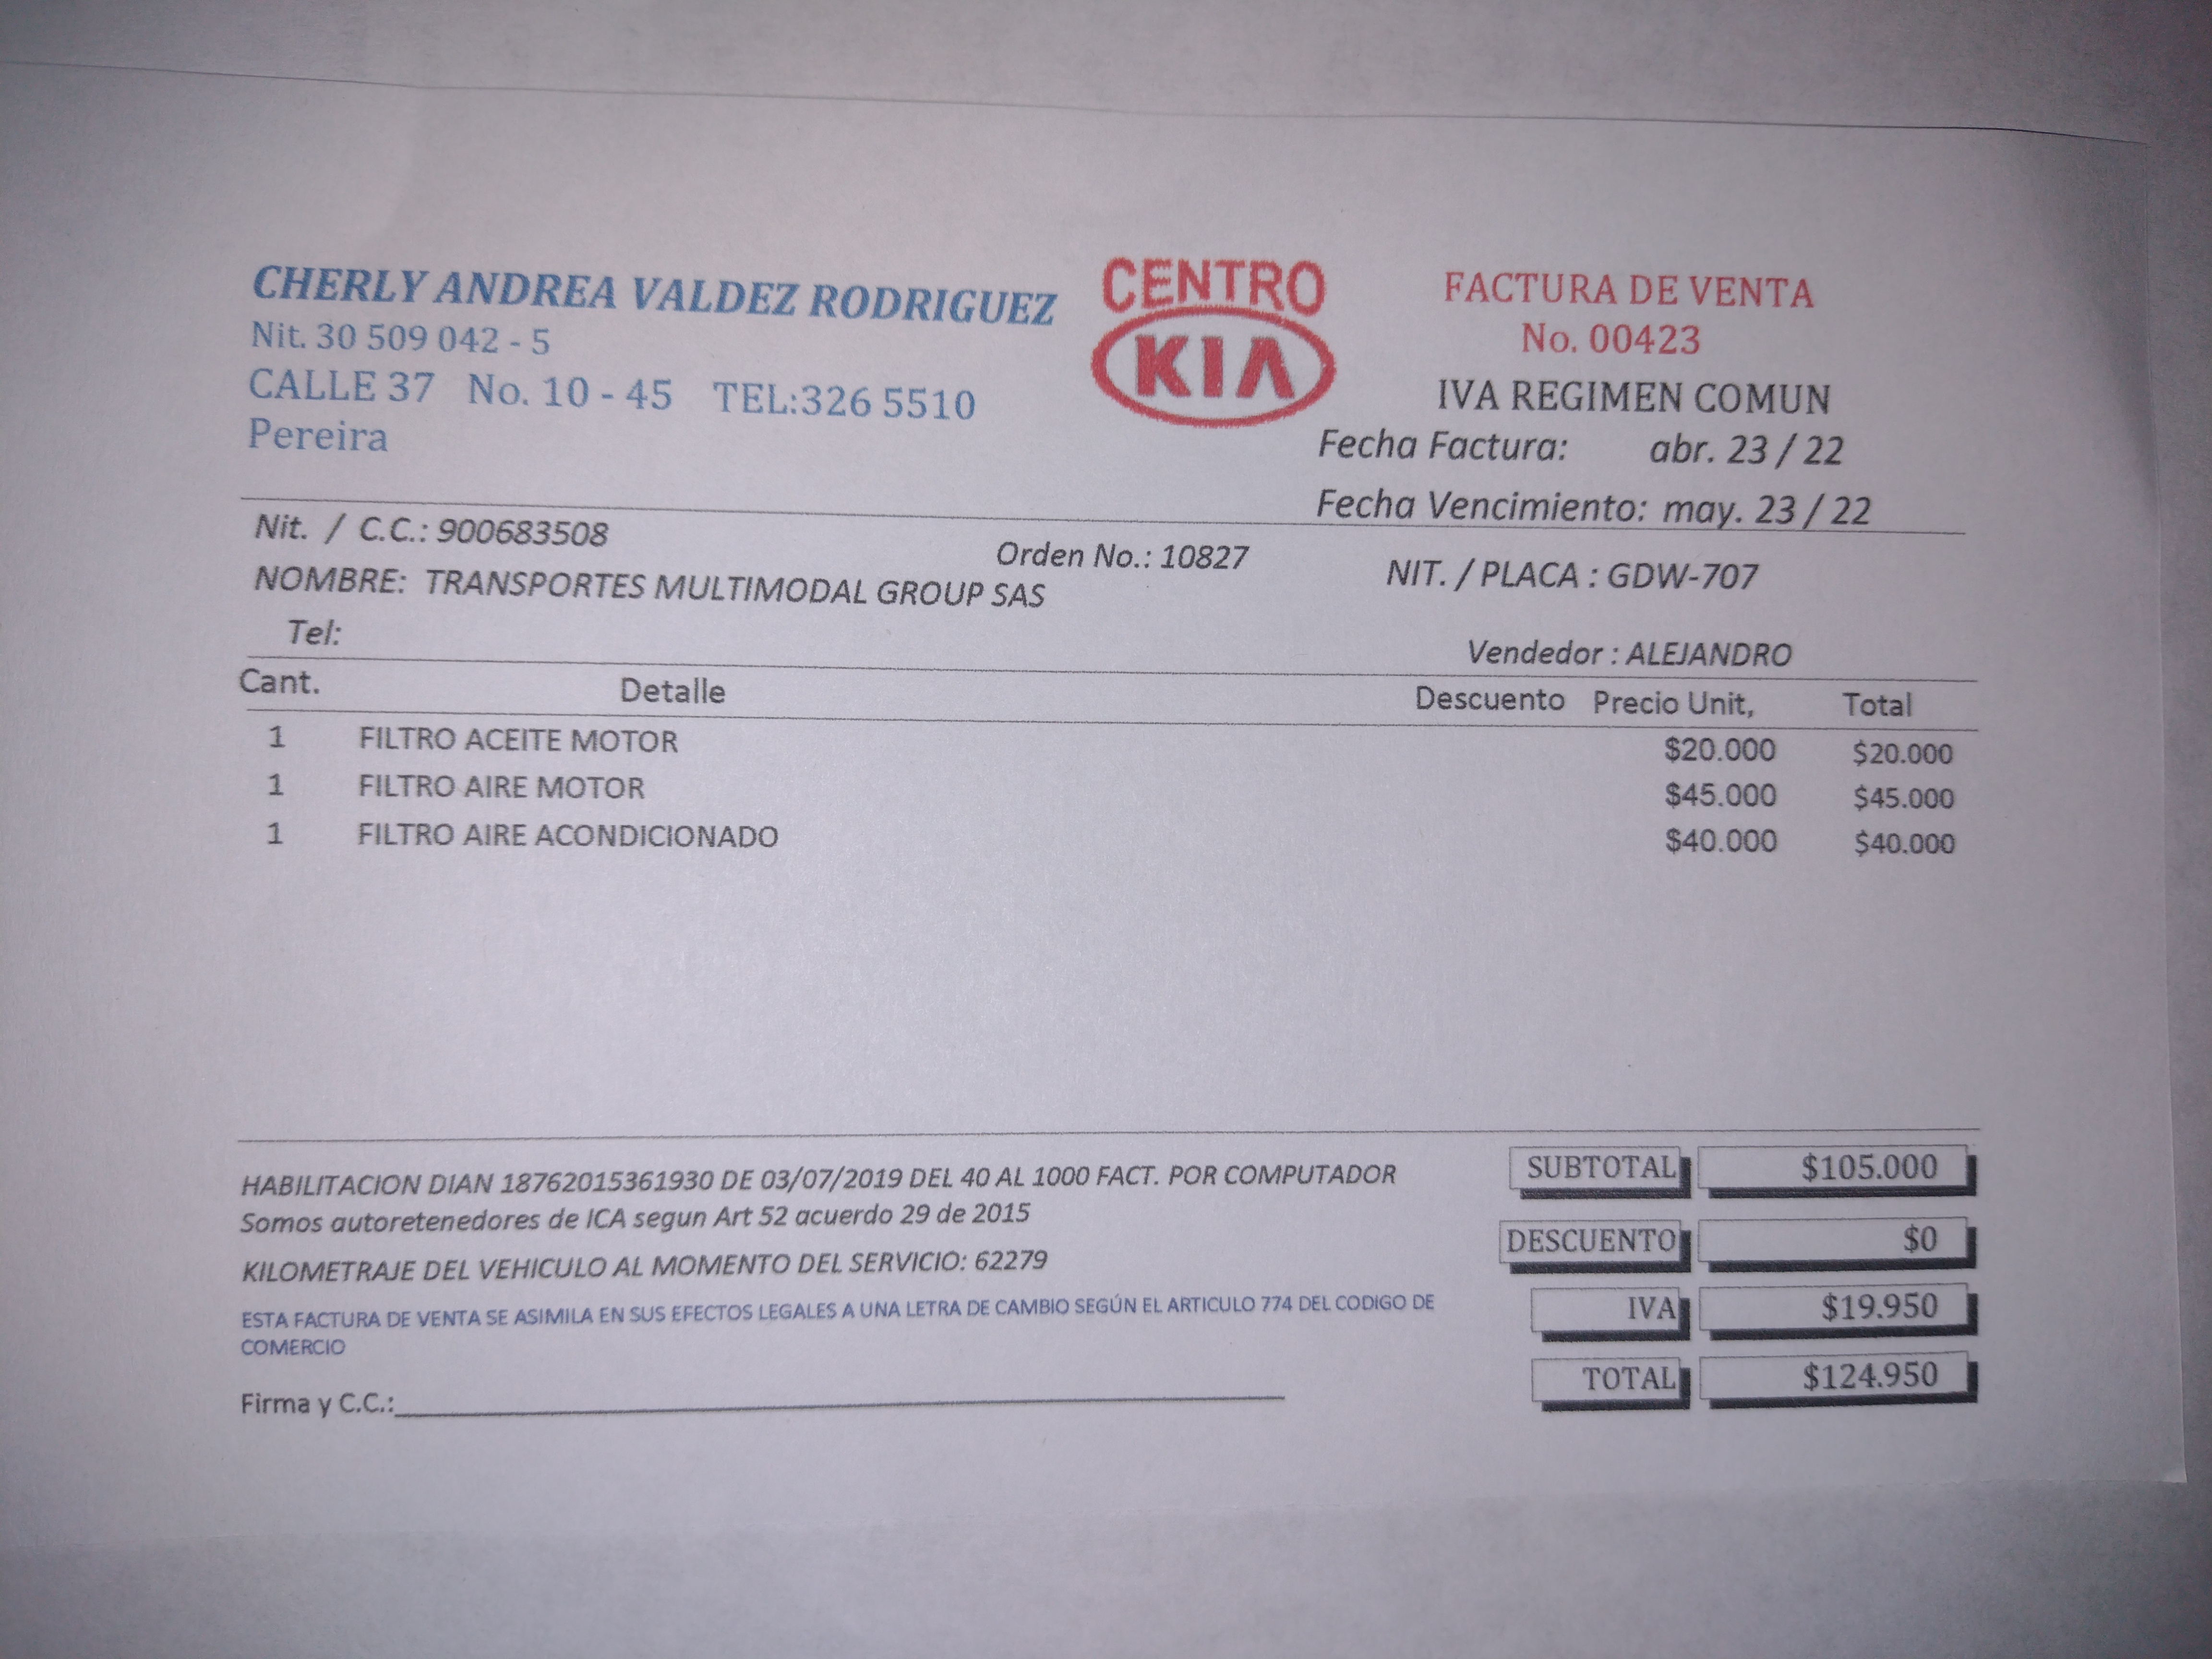 CHERLY ANDREA VALDEZ RODRIGUEZ
Nit. 30 509 042 - 5
CALLE 37 No. 10 - 45 TEL:326 5510
Pereira
CENTRO
KIA
FACTURA DE VENTA
No. 00423
IVA REGIMEN COMUN
Fecha Factura: abr. 23 / 22
Fecha Vencimiento: may. 23 / 22
Nit. / C.C.: 900683508
Orden No.: 10827
NIT. / PLACA : GDW-707
NOMBRE: TRANSPORTES MULTIMODAL GROUP SAS
Tel:
Vendedor : ALEJANDRO
Cant. Detalle Descuento Precio Unit, Total
1 FILTRO ACEITE MOTOR $20.000 $20.000
1 FILTRO AIRE MOTOR $45.000 $45.000
1 FILTRO AIRE ACONDICIONADO $40.000 $40.000
HABILITACION DIAN 18762015361930 DE 03/07/2019 DEL 40 AL 1000 FACT. POR COMPUTADOR
Somos autoretenedores de ICA segun Art 52 acuerdo 29 de 2015
KILOMETRAJE DEL VEHICULO AL MOMENTO DEL SERVICIO: 62279
ESTA FACTURA DE VENTA SE ASIMILA EN SUS EFECTOS LEGALES A UNA LETRA DE CAMBIO SEGÚN EL ARTICULO 774 DEL CODIGO DE
COMERCIO
Firma y C.C.:
SUBTOTAL $105.000
DESCUENTO $0
IVA $19.950
TOTAL $124.950